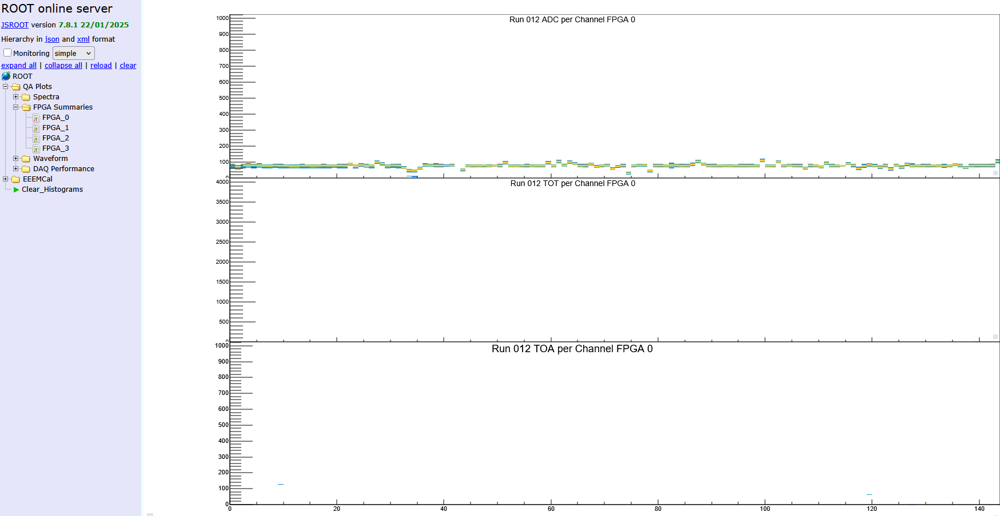 ROOT online server
JSROOT version 7.8.1 22/01/2025
Hierarchy in json and xml format
Monitoring simple
expand all | collapse all | reload | clear
ROOT
QA Plots
Spectra
FPGA Summaries
FPGA_0
FPGA_1
FPGA_2
FPGA_3
Waveform
DAQ Performance
EEEMCal
Clear_Histograms
Run 012 ADC per Channel FPGA 0
1000
900
800
700
600
500
400
300
200
100
0
Run 012 TOT per Channel FPGA 0
4000
3500
3000
2500
2000
1500
1000
500
0
Run 012 TOA per Channel FPGA 0
1000
900
800
700
600
500
400
300
200
100
0
0 20 40 60 80 100 120 140